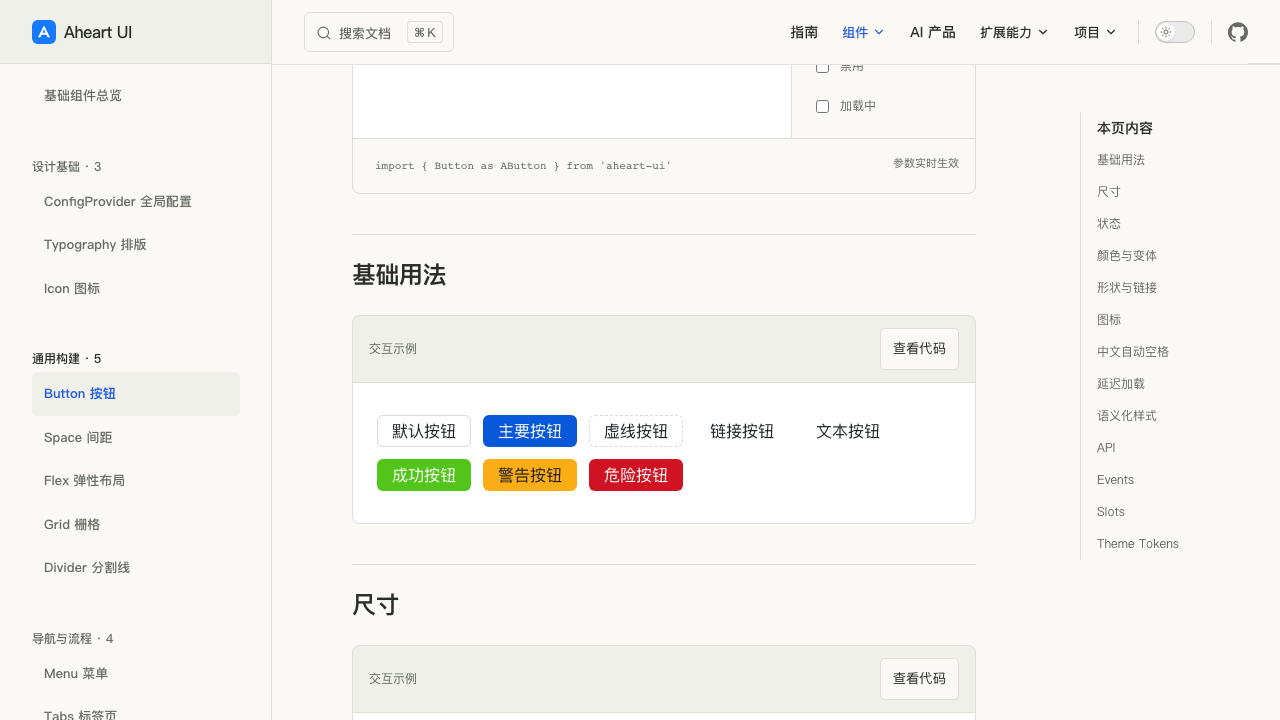 Aheart UI
搜索文档 ⌘K
指南
组件
AI 产品
扩展能力
项目
基础组件总览
设计基础 · 3
ConfigProvider 全局配置
Typography 排版
Icon 图标
通用构建 · 5
Button 按钮
Space 间距
Flex 弹性布局
Grid 栅格
Divider 分割线
导航与流程 · 4
Menu 菜单
Tabs 标签页
禁用
加载中
import { Button as AButton } from 'aheart-ui'
参数实时生效
基础用法
交互示例
查看代码
默认按钮 主要按钮 虚线按钮 链接按钮 文本按钮
成功按钮 警告按钮 危险按钮
尺寸
交互示例
查看代码
本页内容
基础用法
尺寸
状态
颜色与变体
形状与链接
图标
中文自动空格
延迟加载
语义化样式
API
Events
Slots
Theme Tokens